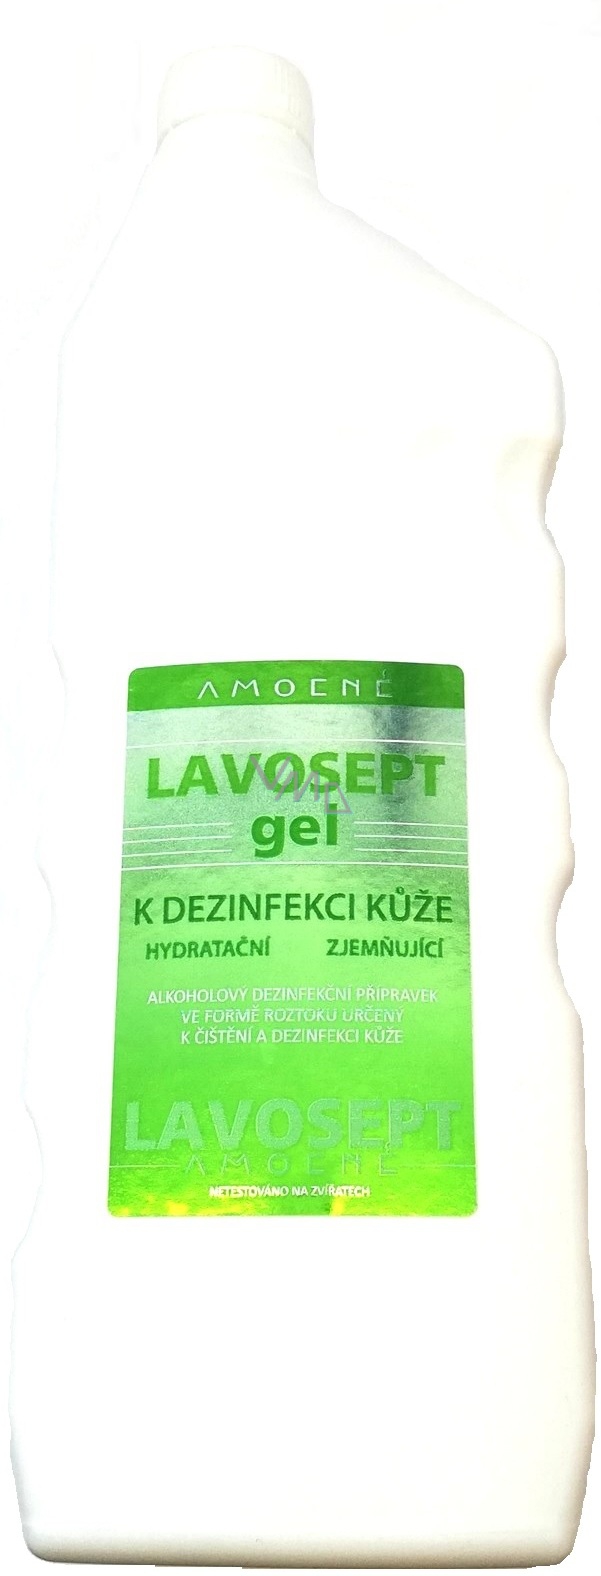 AMOENÉ
LAVOSEPT
gel
K DEZINFEKCI KŮŽE
HYDRATAČNÍ ZJEMŇUJÍCÍ
ALKOHOLOVÝ DEZINFEKČNÍ PŘÍPRAVEK
VE FORMĚ ROZTOKU URČENÝ
K ČIŠTĚNÍ A DEZINFEKCI KŮŽE
LAVOSEPT
AMOENÉ
NETESTOVÁNO NA ZVÍŘATECH